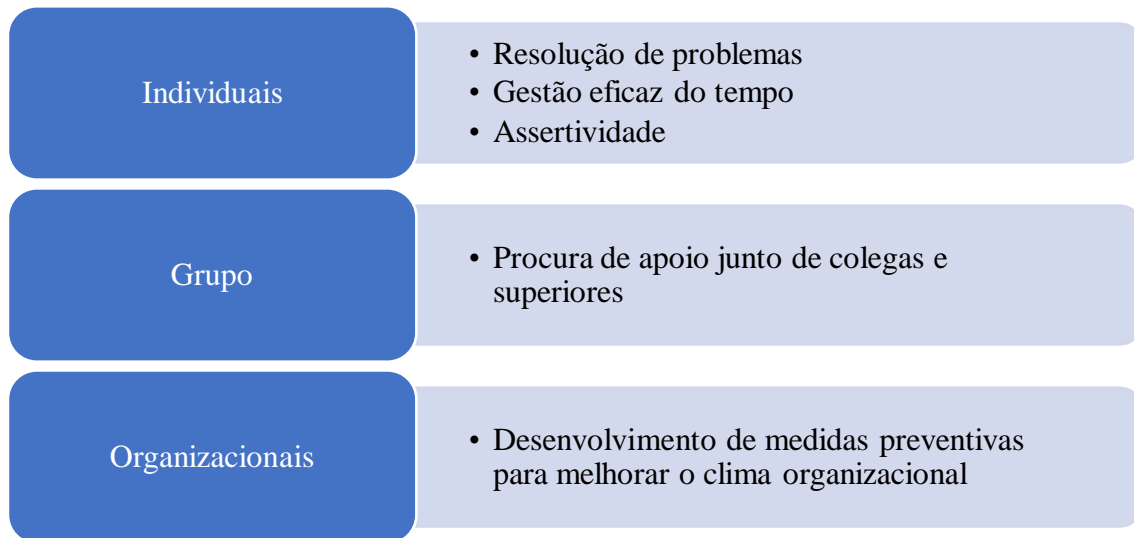 Individuais
• Resolução de problemas
• Gestão eficaz do tempo
• Assertividade
Grupo
• Procura de apoio junto de colegas e
superiores
Organizacionais
• Desenvolvimento de medidas preventivas
para melhorar o clima organizacional